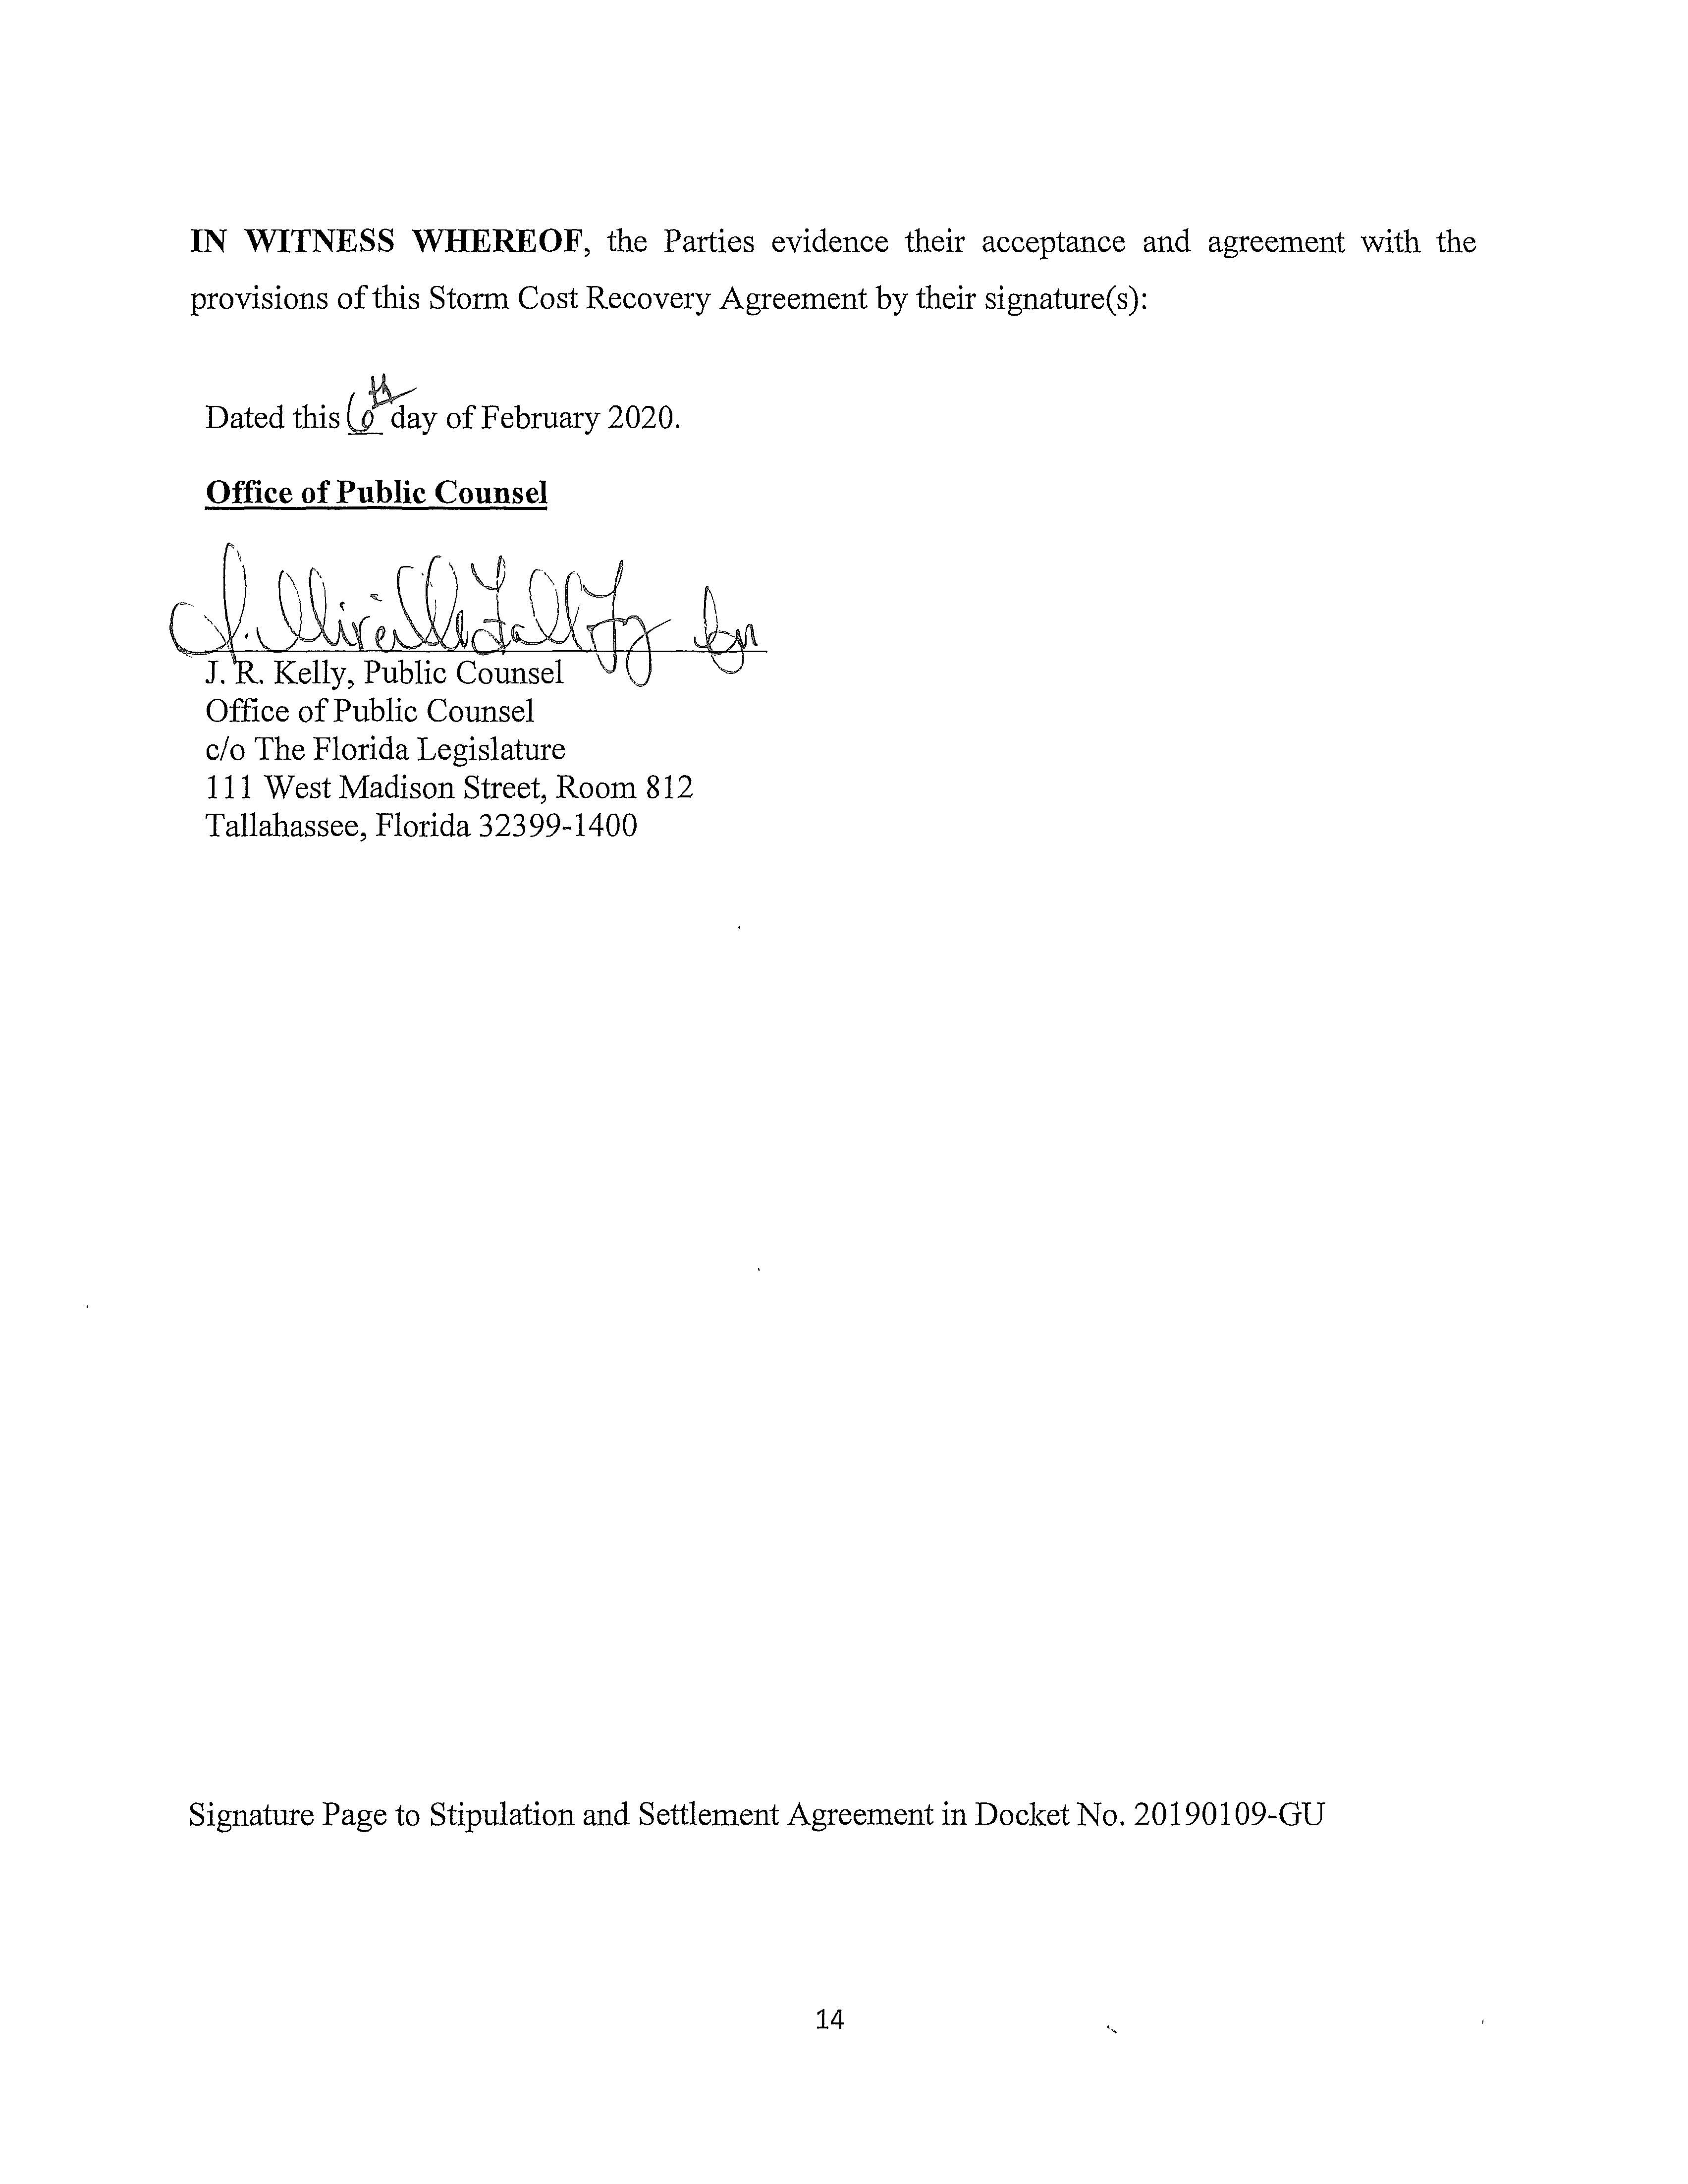 IN WITNESS WHEREOF, the Parties evidence their acceptance and agreement with the
provisions of this Storm Cost Recovery Agreement by their signature(s):
Dated this 6th day of February 2020.
Office of Public Counsel
J. R. Kelly, Public Counsel
Office of Public Counsel
c/o The Florida Legislature
111 West Madison Street, Room 812
Tallahassee, Florida 32399-1400
Signature Page to Stipulation and Settlement Agreement in Docket No. 20190109-GU
14